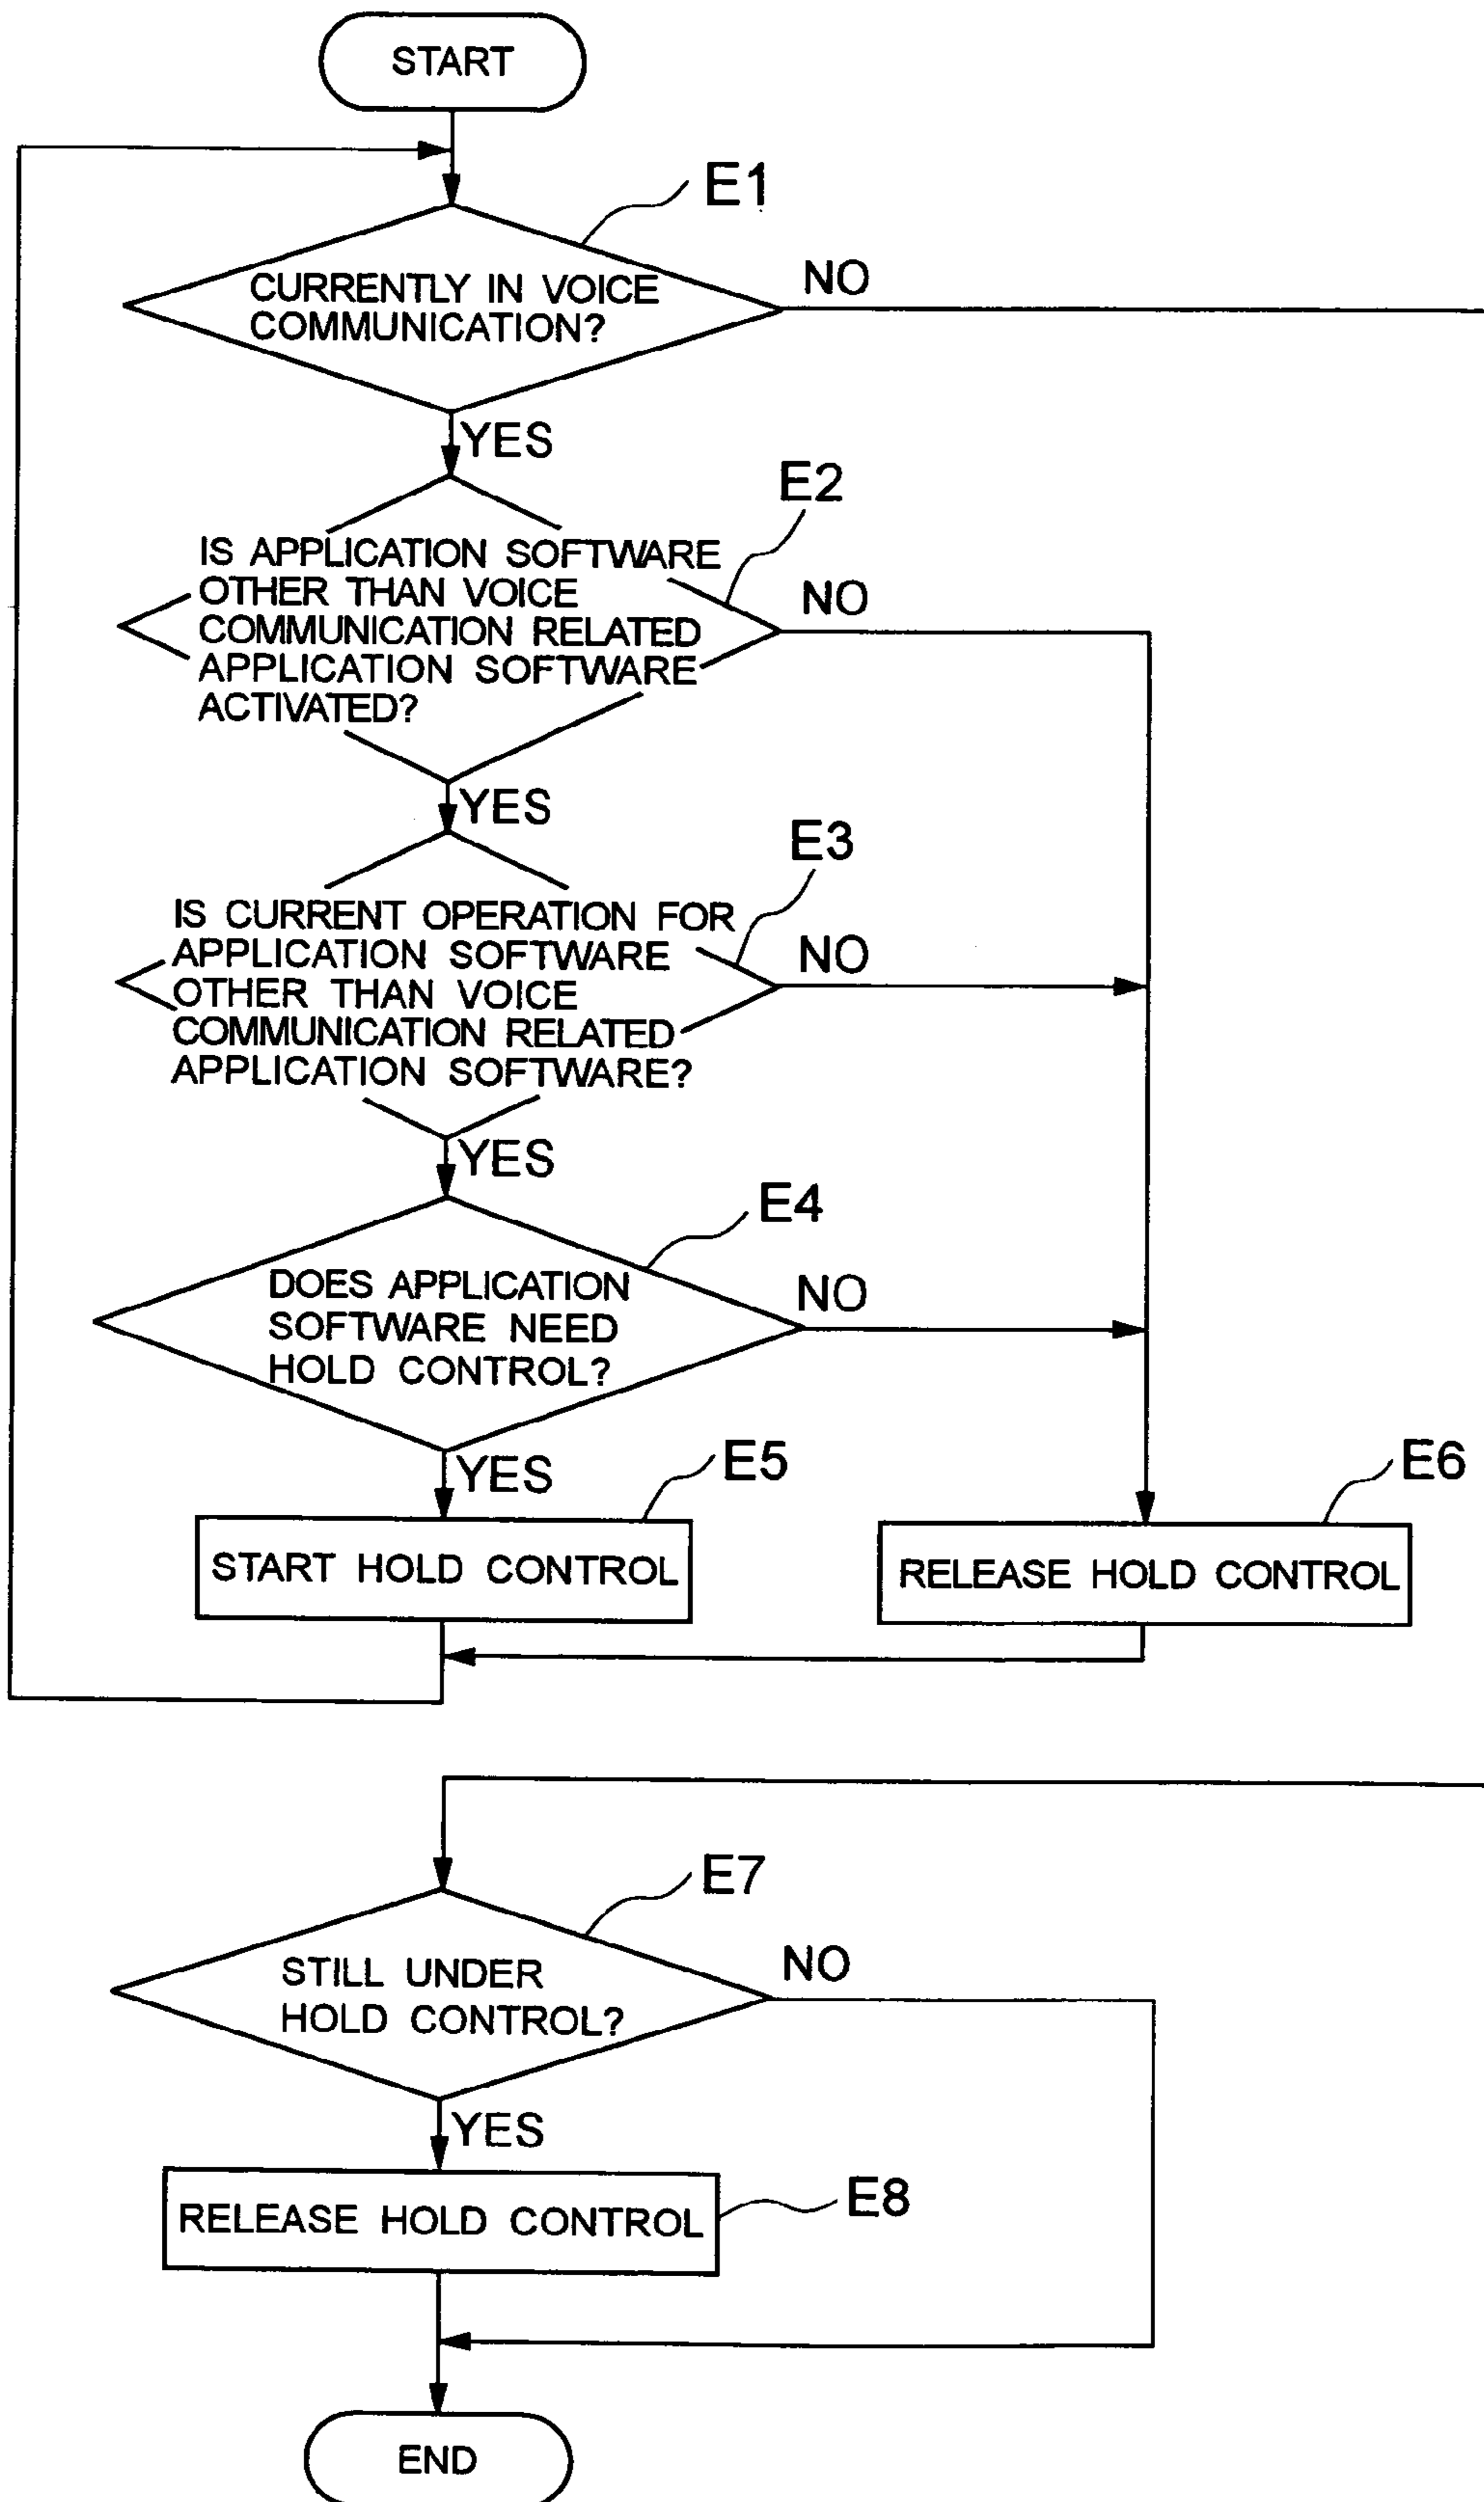 START
E1
CURRENTLY IN VOICE
COMMUNICATION?
NO
YES
E2
IS APPLICATION SOFTWARE
OTHER THAN VOICE
COMMUNICATION RELATED
APPLICATION SOFTWARE
ACTIVATED?
NO
YES
E3
IS CURRENT OPERATION FOR
APPLICATION SOFTWARE
OTHER THAN VOICE
COMMUNICATION RELATED
APPLICATION SOFTWARE?
NO
YES
E4
DOES APPLICATION
SOFTWARE NEED
HOLD CONTROL?
NO
YES
E5
START HOLD CONTROL
E6
RELEASE HOLD CONTROL
E7
STILL UNDER
HOLD CONTROL?
NO
YES
RELEASE HOLD CONTROL
E8
END